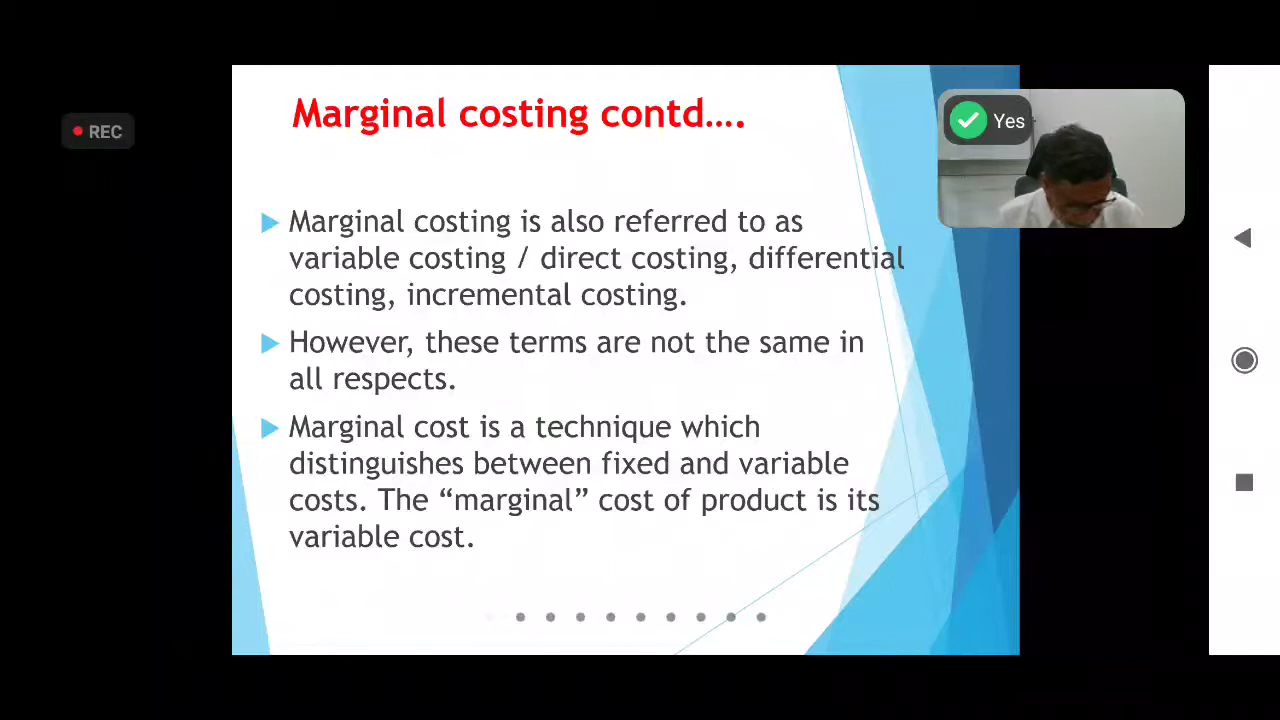 Marginal costing contd....
REC
Yes
Marginal costing is also referred to as
variable costing / direct costing, differential
costing, incremental costing.
However, these terms are not the same in
all respects.
Marginal cost is a technique which
distinguishes between fixed and variable
costs. The “marginal” cost of product is its
variable cost.